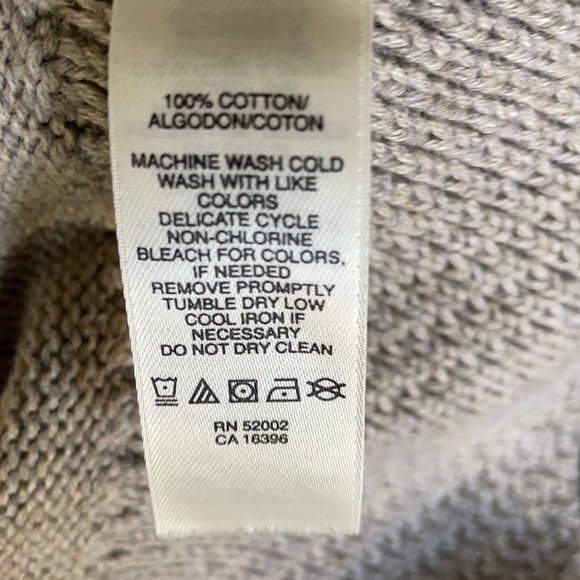 100% COTTON/
ALGODON/COTON
MACHINE WASH COLD
WASH WITH LIKE
COLORS
DELICATE CYCLE
NON-CHLORINE
BLEACH FOR COLORS,
IF NEEDED
REMOVE PROMPTLY
TUMBLE DRY LOW
COOL IRON IF
NECESSARY
DO NOT DRY CLEAN
RN 52002
CA 16396